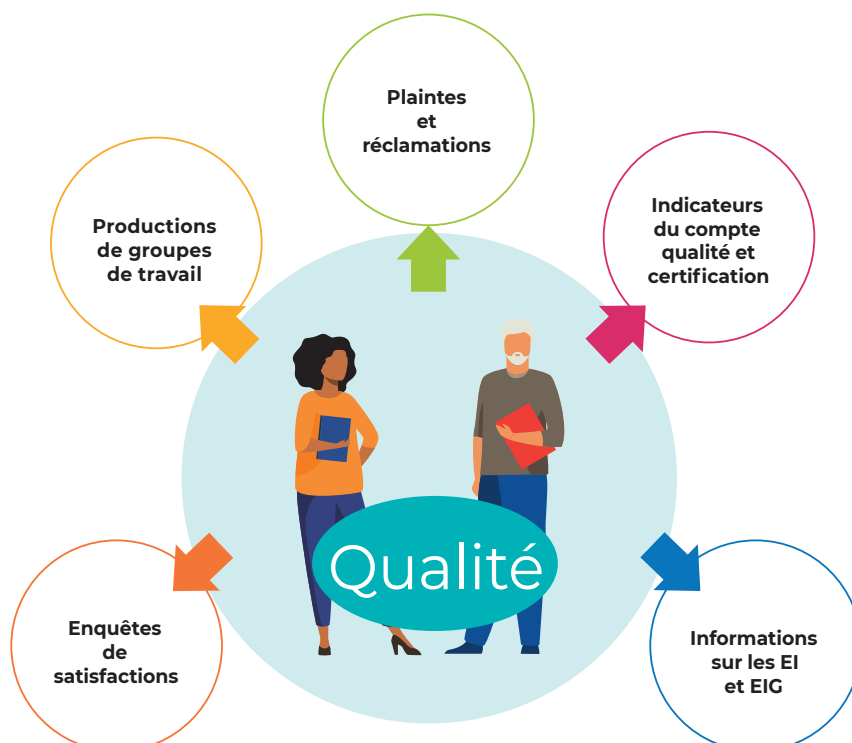 Plaintes
et
réclamations
Productions
de groupes
de travail
Indicateurs
du compte
qualité et
certification
Qualité
Enquêtes
de
satisfactions
Informations
sur les EI
et EIG